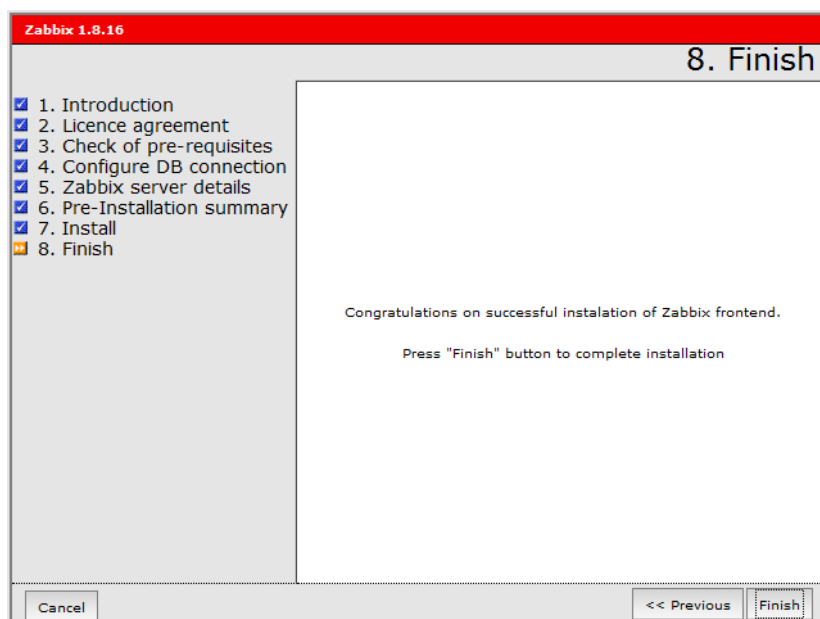 Zabbix 1.8.16
8. Finish
1. Introduction
2. Licence agreement
3. Check of pre-requisites
4. Configure DB connection
5. Zabbix server details
6. Pre-Installation summary
7. Install
8. Finish
Congratulations on successful instalation of Zabbix frontend.
Press "Finish" button to complete installation
Cancel
<< Previous
Finish